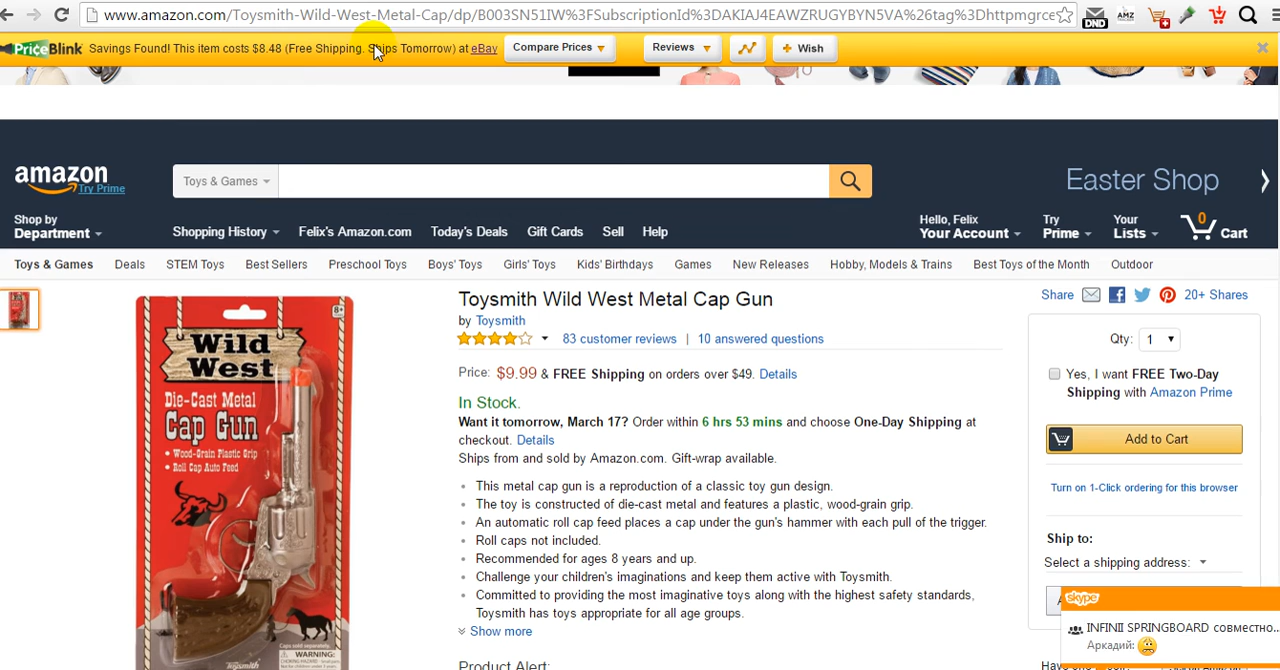 www.amazon.com/Toysmith-Wild-West-Metal-Cap/dp/B003SN51IW%3FSubscriptionId%3DAKIAJ4EAWZRUGYBYN5VA%26tag%3Dhttpmgrce
DND AMZ
PriceBlink Savings Found! This item costs $8.48 (Free Shipping. Ships Tomorrow) at eBay Compare Prices Reviews + Wish
amazon
Try Prime
Toys & Games
Easter Shop
Shop by
Department
Shopping History Felix's Amazon.com Today's Deals Gift Cards Sell Help
Hello, Felix
Your Account
Try
Prime
Your
Lists
0
Cart
Toys & Games Deals STEM Toys Best Sellers Preschool Toys Boys' Toys Girls' Toys Kids' Birthdays Games New Releases Hobby, Models & Trains Best Toys of the Month Outdoor
8+
Wild
West
Die-Cast Metal
Cap Gun
• Wood-Grain Plastic Grip
• Roll Cap Auto Feed
Toysmith
WARNING:
Toysmith Wild West Metal Cap Gun
by Toysmith
83 customer reviews | 10 answered questions
Price: $9.99 & FREE Shipping on orders over $49. Details
In Stock.
Want it tomorrow, March 17? Order within 6 hrs 53 mins and choose One-Day Shipping at
checkout. Details
Ships from and sold by Amazon.com. Gift-wrap available.
• This metal cap gun is a reproduction of a classic toy gun design.
• The toy is constructed of die-cast metal and features a plastic, wood-grain grip.
• An automatic roll cap feed places a cap under the gun's hammer with each pull of the trigger.
• Roll caps not included.
• Recommended for ages 8 years and up.
• Challenge your children's imaginations and keep them active with Toysmith.
• Committed to providing the most imaginative toys along with the highest safety standards,
Toysmith has toys appropriate for all age groups.
Show more
Product Alert:
Share 20+ Shares
Qty: 1
Yes, I want FREE Two-Day
Shipping with Amazon Prime
Add to Cart
Turn on 1-Click ordering for this browser
Ship to:
Select a shipping address:
skype
INFINII SPRINGBOARD совместно...
Аркадий: